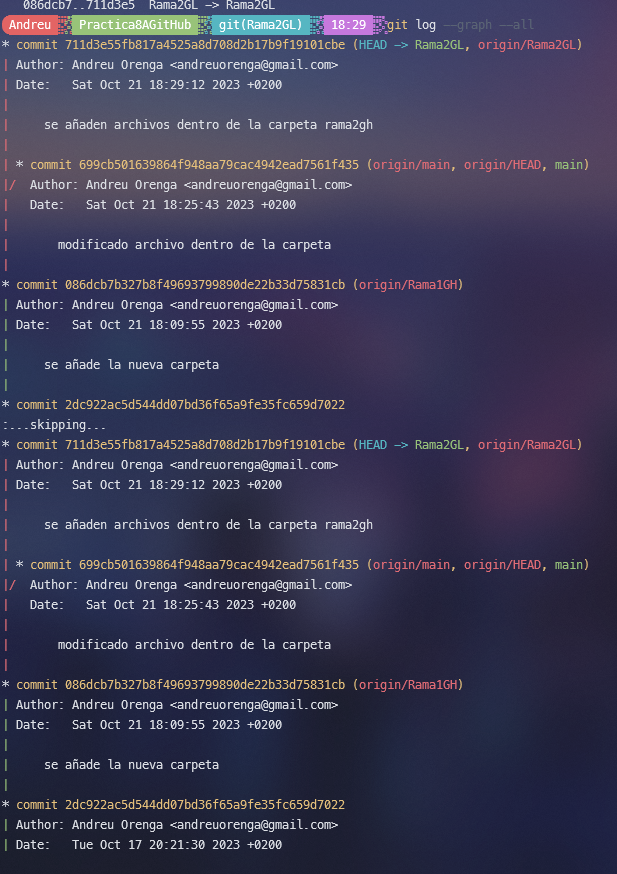 086dcb7..711d3e5  Rama2GL -> Rama2GL
Andreu Practica8AGitHub git(Rama2GL) 18:29 git log --graph --all
* commit 711d3e55fb817a4525a8d708d2b17b9f19101cbe (HEAD -> Rama2GL, origin/Rama2GL)
| Author: Andreu Orenga <andreuorenga@gmail.com>
| Date:   Sat Oct 21 18:29:12 2023 +0200
|
|     se añaden archivos dentro de la carpeta rama2gh
|
| * commit 699cb501639864f948aa79cac4942ead7561f435 (origin/main, origin/HEAD, main)
|/  Author: Andreu Orenga <andreuorenga@gmail.com>
|   Date:   Sat Oct 21 18:25:43 2023 +0200
|
|       modificado archivo dentro de la carpeta
|
* commit 086dcb7b327b8f49693799890de22b33d75831cb (origin/Rama1GH)
| Author: Andreu Orenga <andreuorenga@gmail.com>
| Date:   Sat Oct 21 18:09:55 2023 +0200
|
|     se añade la nueva carpeta
|
* commit 2dc922ac5d544dd07bd36f65a9fe35fc659d7022
:...skipping...
* commit 711d3e55fb817a4525a8d708d2b17b9f19101cbe (HEAD -> Rama2GL, origin/Rama2GL)
| Author: Andreu Orenga <andreuorenga@gmail.com>
| Date:   Sat Oct 21 18:29:12 2023 +0200
|
|     se añaden archivos dentro de la carpeta rama2gh
|
| * commit 699cb501639864f948aa79cac4942ead7561f435 (origin/main, origin/HEAD, main)
|/  Author: Andreu Orenga <andreuorenga@gmail.com>
|   Date:   Sat Oct 21 18:25:43 2023 +0200
|
|       modificado archivo dentro de la carpeta
|
* commit 086dcb7b327b8f49693799890de22b33d75831cb (origin/Rama1GH)
| Author: Andreu Orenga <andreuorenga@gmail.com>
| Date:   Sat Oct 21 18:09:55 2023 +0200
|
|     se añade la nueva carpeta
|
* commit 2dc922ac5d544dd07bd36f65a9fe35fc659d7022
| Author: Andreu Orenga <andreuorenga@gmail.com>
| Date:   Tue Oct 17 20:21:30 2023 +0200